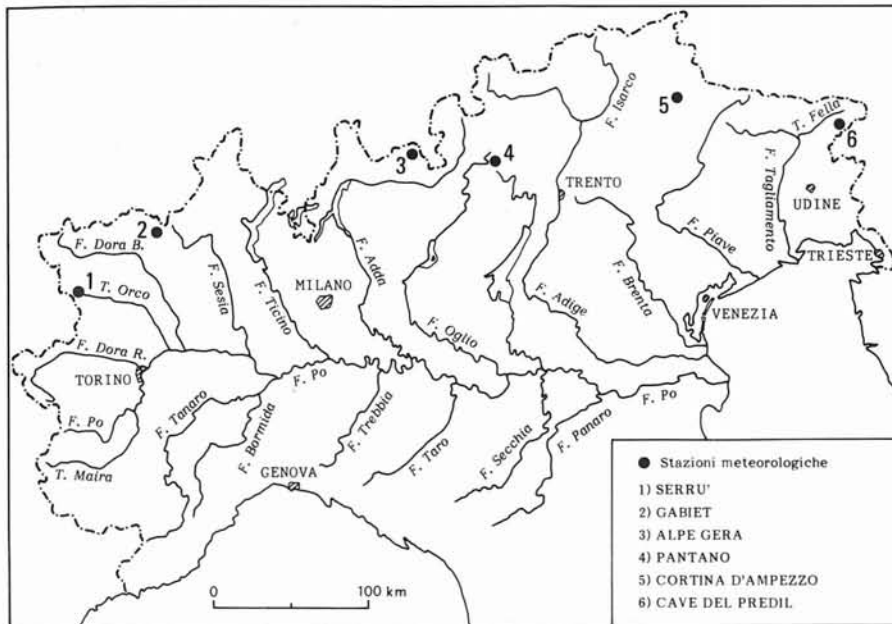 F. Isarco
5
T. Fella
6
3
4
F. Tagliamento
TRENTO
UDINE
2
F. Dora B.
F. Piave
TRIESTE
1
T. Orco
F. Sesia
F. Ticino
MILANO
F. Adda
F. Oglio
F. Adige
F. Brenta
VENEZIA
F. Dora R.
TORINO
F. Po
F. Po
F. Po
F. Tanaro
F. Bormida
F. Trebbia
F. Taro
F. Secchia
F. Panaro
T. Maira
GENOVA
0 100 km
Stazioni meteorologiche
1) SERRU'
2) GABIET
3) ALPE GERA
4) PANTANO
5) CORTINA D'AMPEZZO
6) CAVE DEL PREDIL